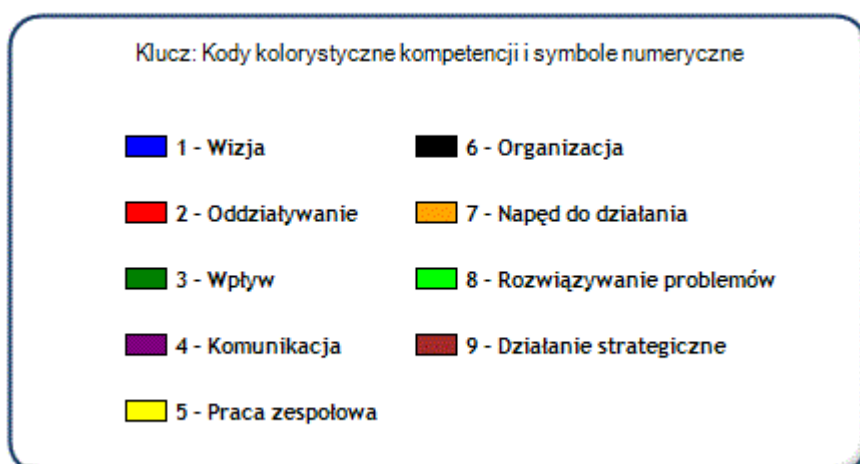 Klucz: Kody kolorystyczne kompetencji i symbole numeryczne
1 - Wizja
2 - Oddziaływanie
3 - Wpływ
4 - Komunikacja
5 - Praca zespołowa
6 - Organizacja
7 - Napęd do działania
8 - Rozwiązywanie problemów
9 - Działanie strategiczne